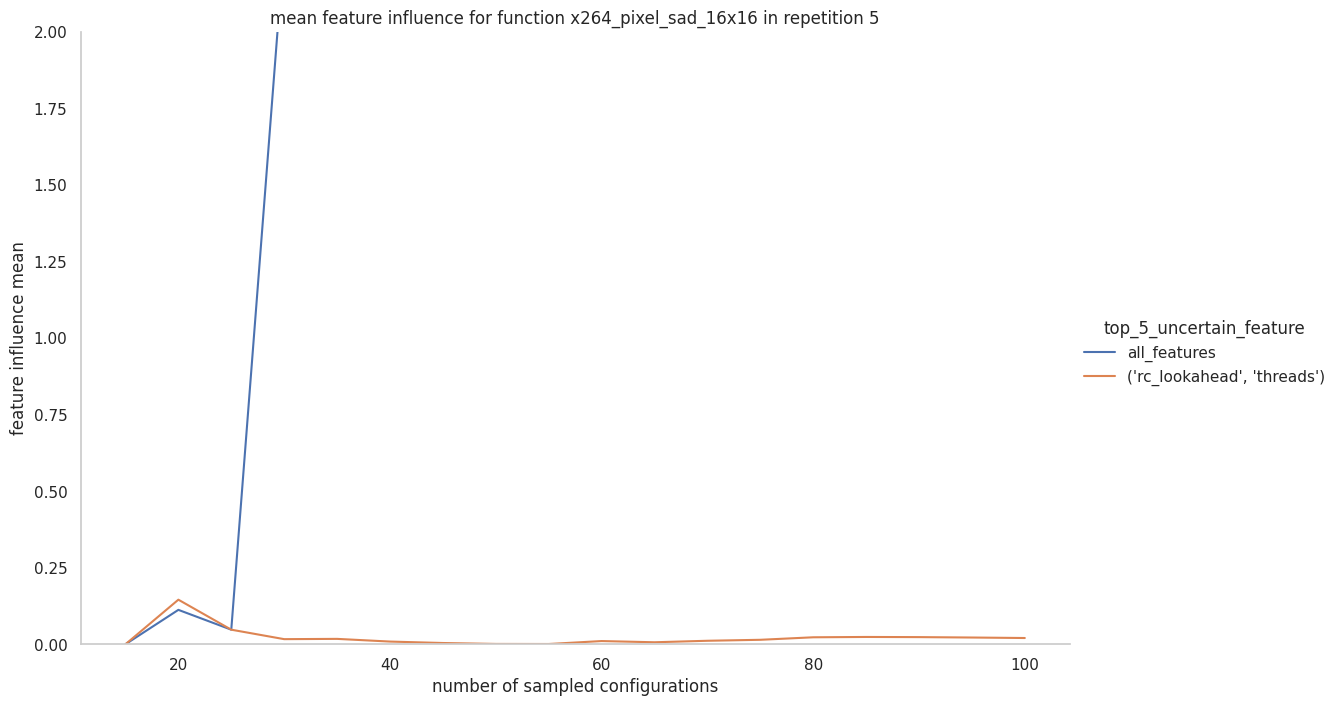 mean feature influence for function x264_pixel_sad_16x16 in repetition 5
2.00
1.75
1.50
1.25
1.00
0.75
0.50
0.25
0.00
feature influence mean
20
40
60
80
100
number of sampled configurations
top_5_uncertain_feature
all_features
('rc_lookahead', 'threads')